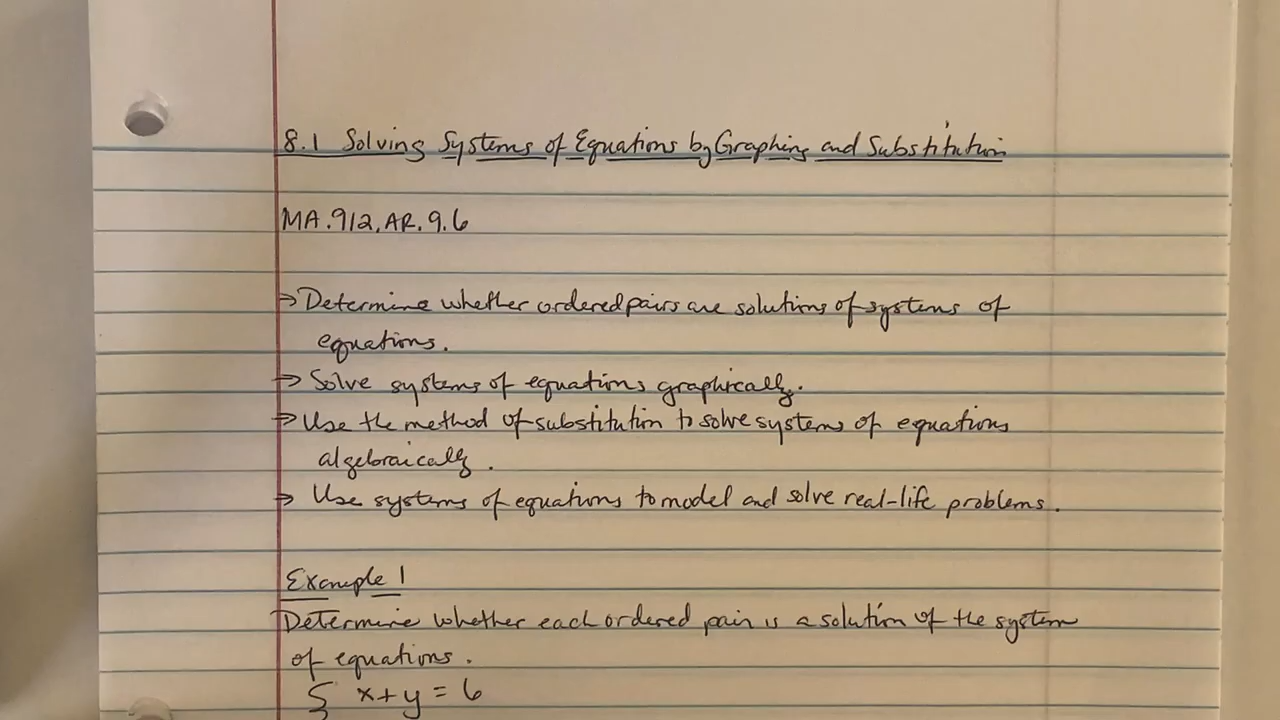 8.1 Solving Systems of Equations by Graphing and Substitution
MA.912.AR.9.6
→ Determine whether ordered pairs are solutions of systems of
equations.
→ Solve systems of equations graphically.
→ Use the method of substitution to solve systems of equations
algebraically.
→ Use systems of equations to model and solve real-life problems.
Example 1
Determine whether each ordered pair is a solution of the system
of equations.
{ x + y = 6